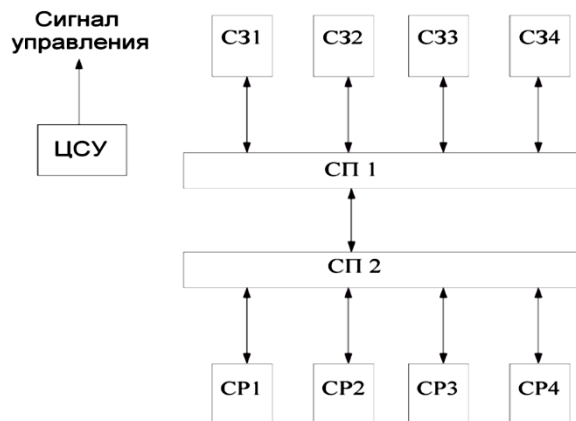 Сигнал
управления
СЗ1 СЗ2 СЗ3 СЗ4
ЦСУ
СП 1
СП 2
СР1 СР2 СР3 СР4